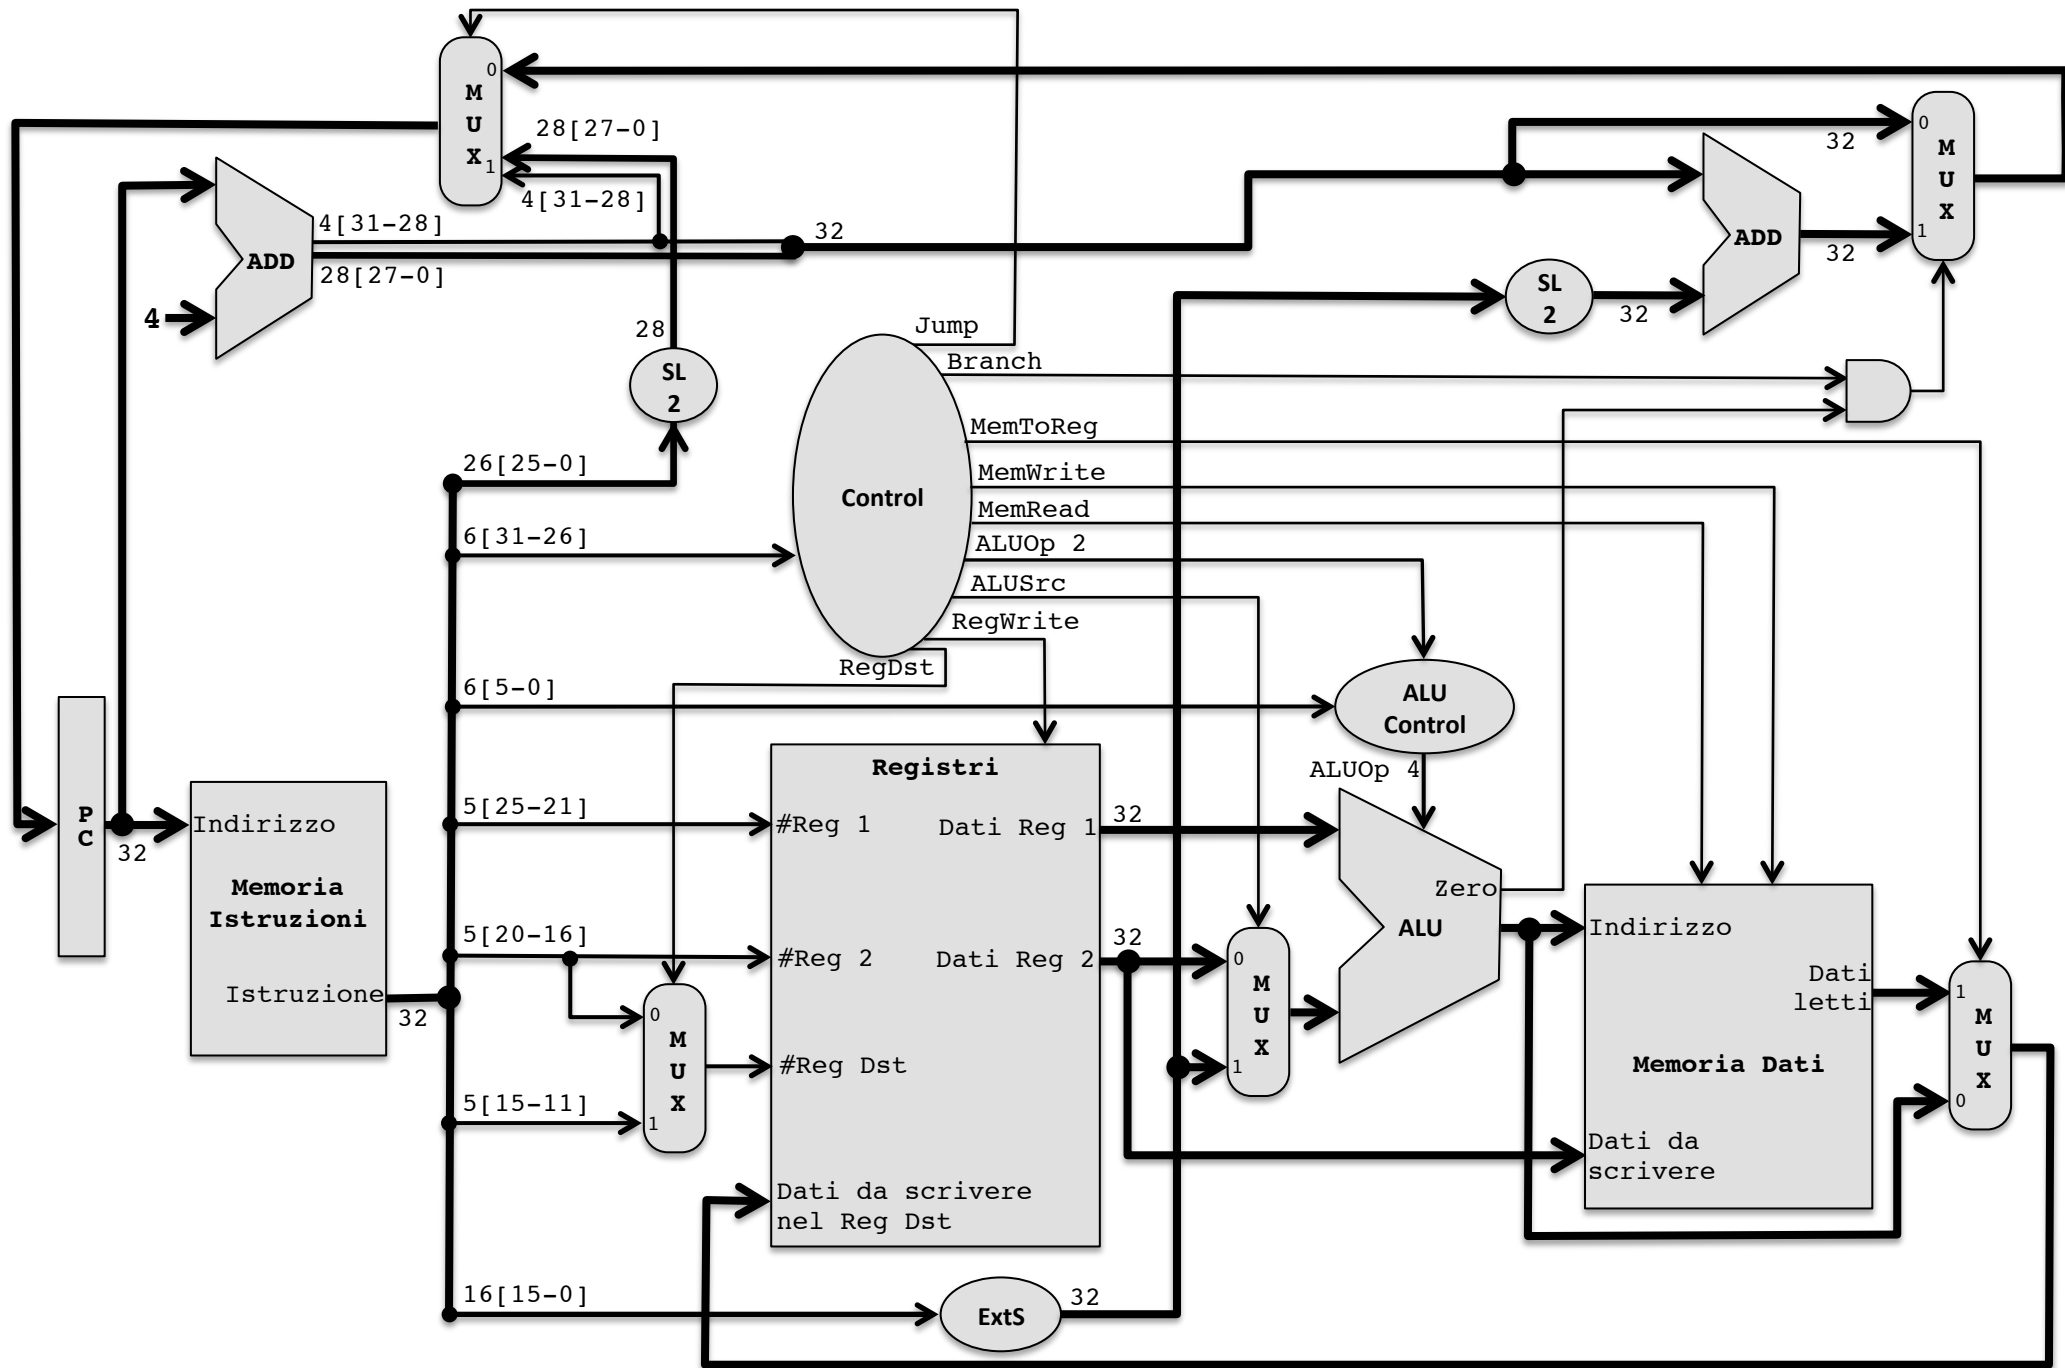 0
M
U
X
1
28[27-0]
4[31-28]
4[31-28]
28[27-0]
ADD
4
32
0
M
U
X
1
32
32
ADD
SL
2
32
28
SL
2
Jump
Branch
MemToReg
MemWrite
MemRead
ALUOp 2
ALUSrc
RegWrite
RegDst
Control
26[25-0]
6[31-26]
6[5-0]
ALU
Control
ALUOp 4
P
C
32
Indirizzo
Memoria
Istruzioni
Istruzione
32
5[25-21]
5[20-16]
5[15-11]
16[15-0]
0
M
U
X
1
Registri
#Reg 1
Dati Reg 1
#Reg 2
Dati Reg 2
#Reg Dst
Dati da scrivere
nel Reg Dst
32
32
0
M
U
X
1
Zero
ALU
Indirizzo
Dati
letti
Memoria Dati
Dati da
scrivere
1
M
U
X
0
ExtS
32